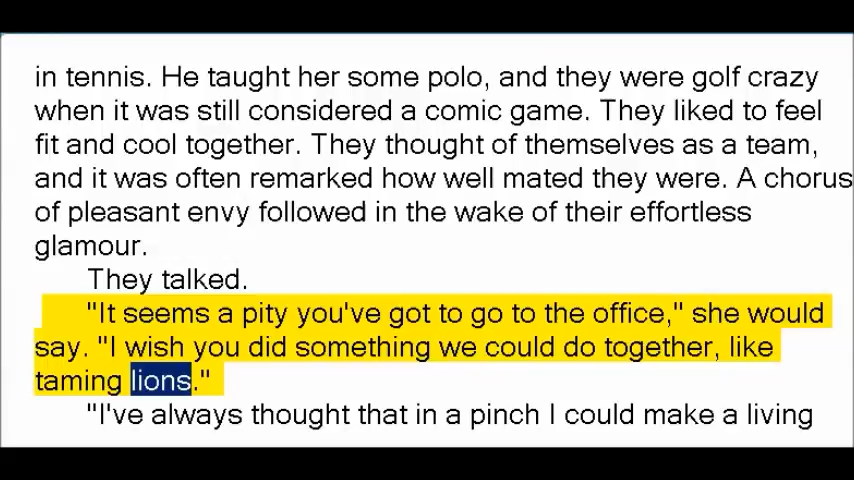 in tennis. He taught her some polo, and they were golf crazy
when it was still considered a comic game. They liked to feel
fit and cool together. They thought of themselves as a team,
and it was often remarked how well mated they were. A chorus
of pleasant envy followed in the wake of their effortless
glamour.
They talked.
"It seems a pity you've got to go to the office," she would
say. "I wish you did something we could do together, like
taming lions."
"I've always thought that in a pinch I could make a living